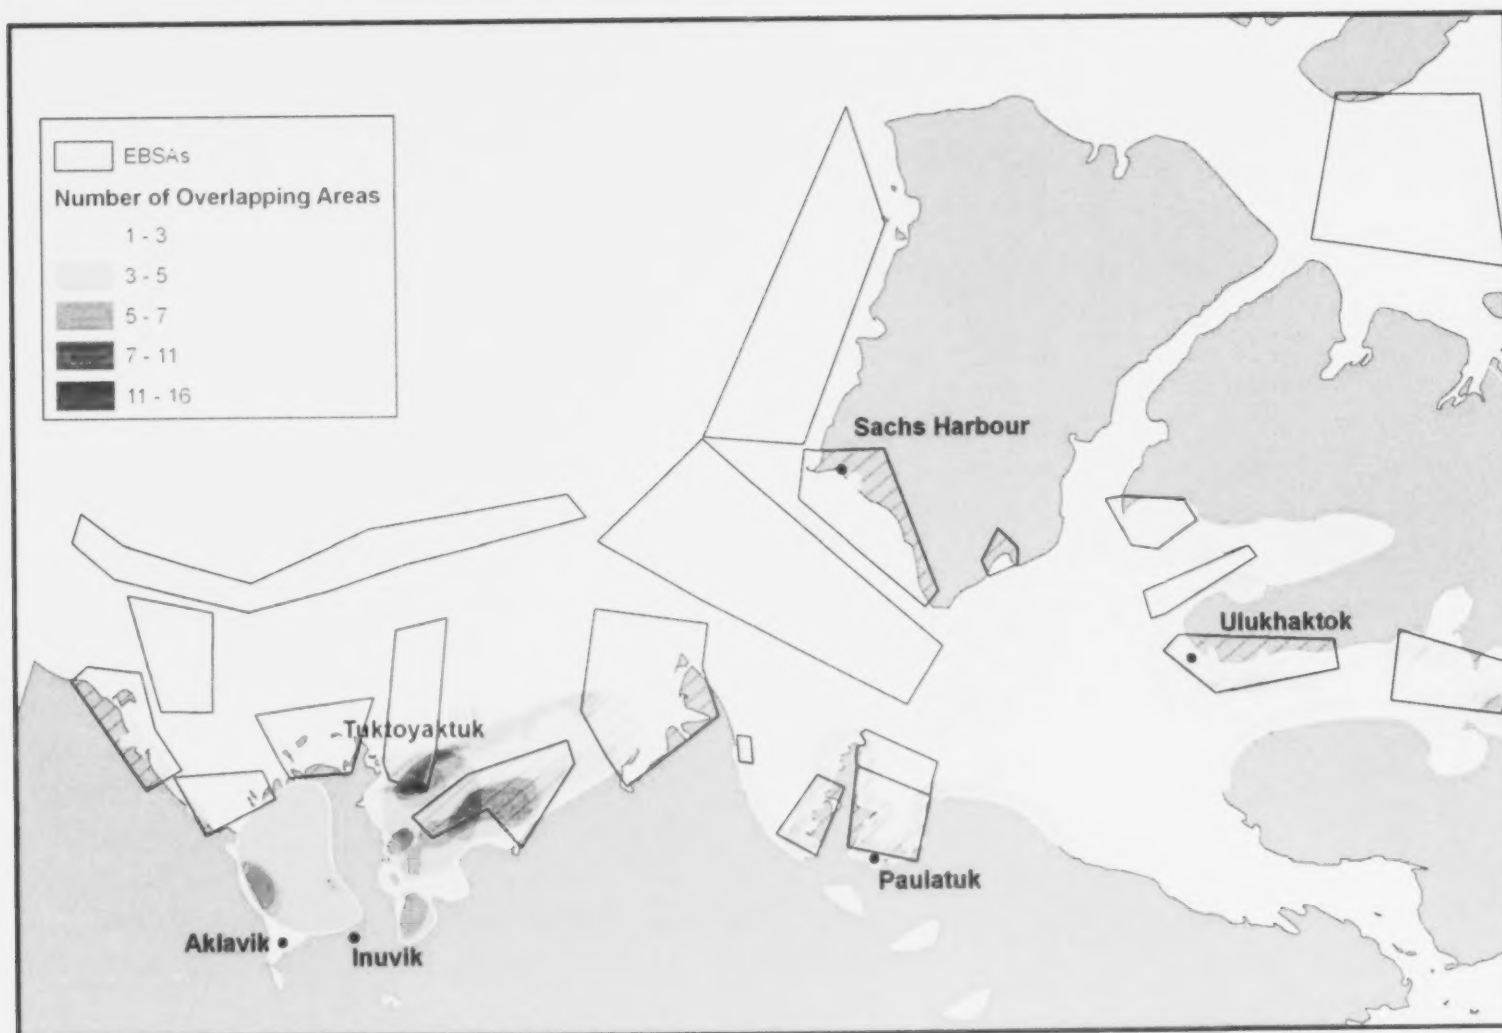 EBSAs
Number of Overlapping Areas
1 - 3
3 - 5
5 - 7
7 - 11
11 - 16
Sachs Harbour
Ulukhaktok
Tuktoyaktuk
Paulatuk
Aklavik
Inuvik